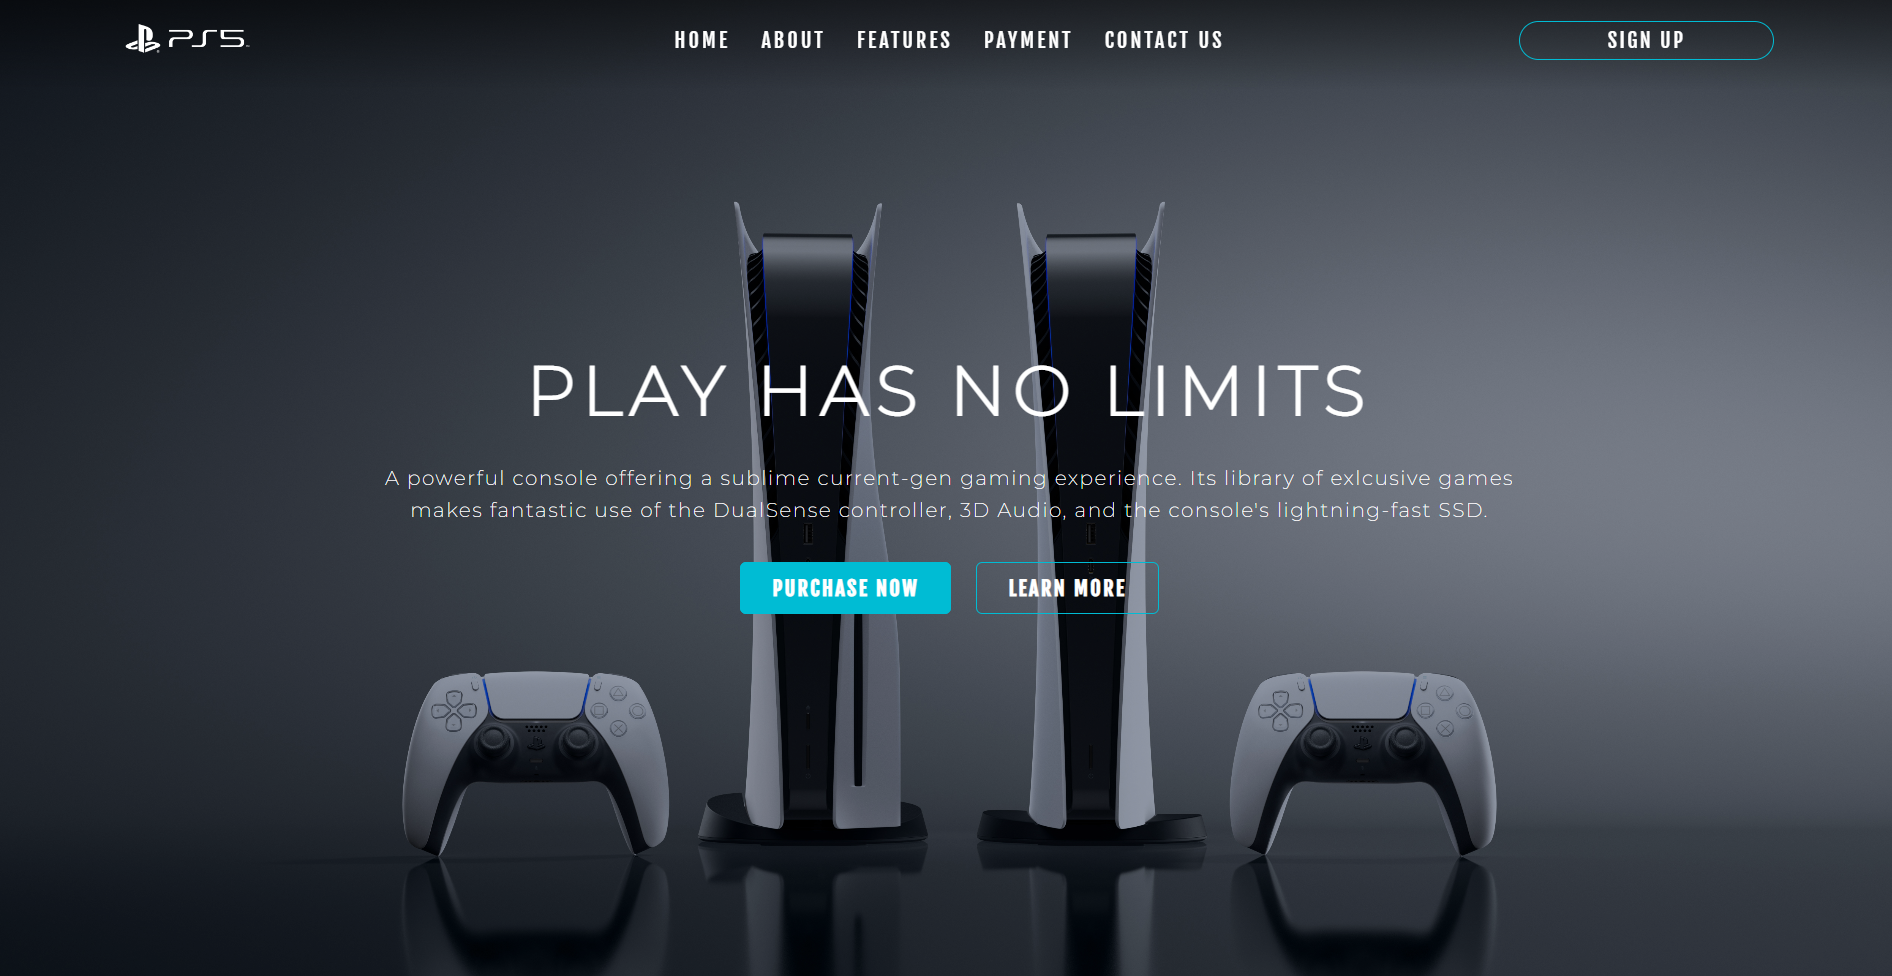 PS5
HOME ABOUT FEATURES PAYMENT CONTACT US
SIGN UP
PLAY HAS NO LIMITS
A powerful console offering a sublime current-gen gaming experience. Its library of exlcusive games
makes fantastic use of the DualSense controller, 3D Audio, and the console's lightning-fast SSD.
PURCHASE NOW LEARN MORE